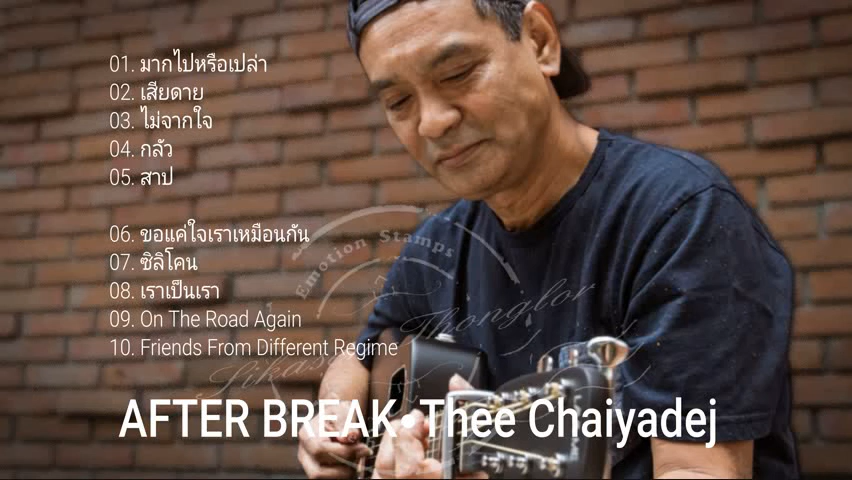 01. มากไปหรือเปล่า
02. เสียดาย
03. ไม่จากใจ
04. กลัว
05. สาป
06. ขอแค่ใจเราเหมือนกัน
07. ซิลิโคน
08. เราเป็นเรา
09. On The Road Again
10. Friends From Different Regime
Emotion Stamps
Thonglor
AFTER BREAK•Thee Chaiyadej